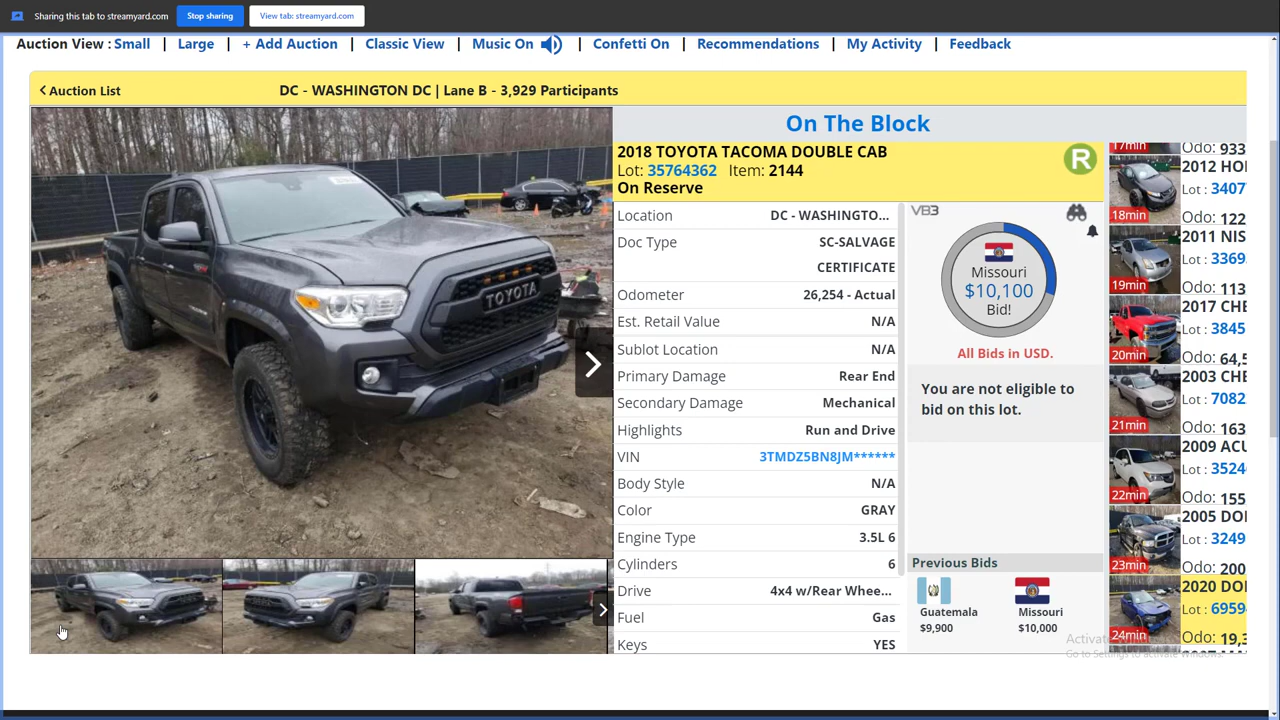 Sharing this tab to streamyard.com Stop sharing View tab: streamyard.com
Auction View : Small | Large | + Add Auction | Classic View | Music On | Confetti On | Recommendations | My Activity | Feedback
Auction List DC - WASHINGTON DC | Lane B - 3,929 Participants
On The Block
2018 TOYOTA TACOMA DOUBLE CAB
Lot: 35764362 Item: 2144
On Reserve
R
Location DC - WASHINGTO...
Doc Type SC-SALVAGE
CERTIFICATE
Odometer 26,254 - Actual
Est. Retail Value N/A
Sublot Location N/A
Primary Damage Rear End
Secondary Damage Mechanical
Highlights Run and Drive
VIN 3TMDZ5BN8JM******
Body Style N/A
Color GRAY
Engine Type 3.5L 6
Cylinders 6
Drive 4x4 w/Rear Whee...
Fuel Gas
Keys YES
VB3
Missouri
$10,100
Bid!
All Bids in USD.
You are not eligible to
bid on this lot.
Previous Bids
Guatemala
$9,900
Missouri
$10,000
17min
Odo: 933
2012 HO
Lot : 3407
18min
Odo: 122
2011 NIS
Lot : 3369
19min
Odo: 113
2017 CHE
Lot : 3845
20min
Odo: 64,5
2003 CHE
Lot : 7082
21min
Odo: 163
2009 ACU
Lot : 3524
22min
Odo: 155
2005 DO
Lot : 3249
23min
Odo: 200
2020 DO
Lot : 6959
24min
Odo: 19,3
TOYOTA
Go to Settings to activate Windows.